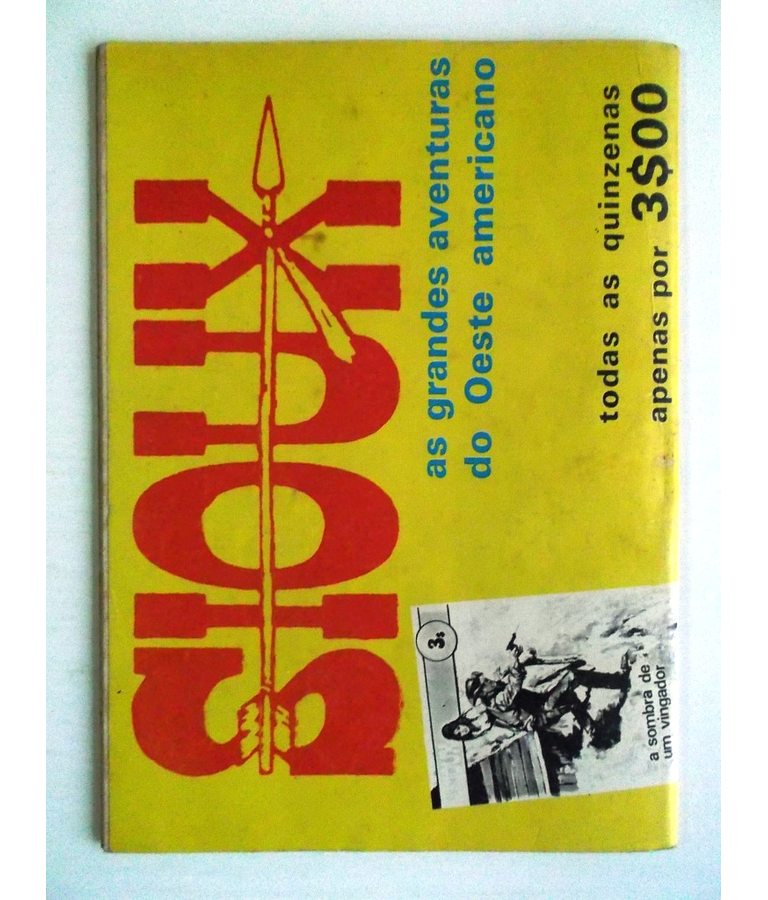 SIOUX
as grandes aventuras
do Oeste americano
todas as quinzenas
apenas por 3$00
3$
a sombra de
um vingador